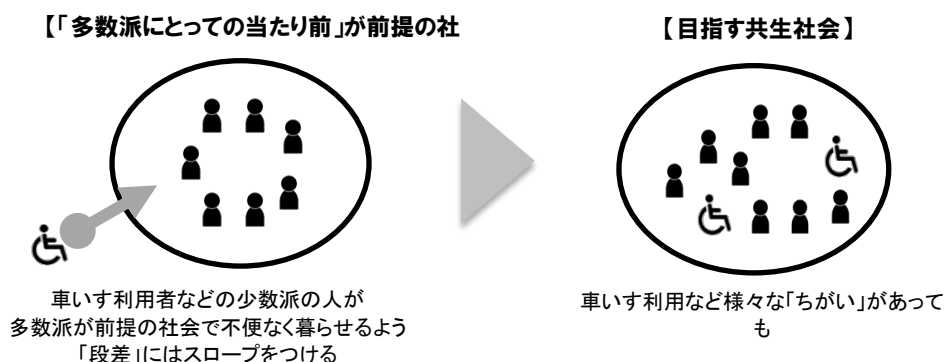 【「多数派にとっての当たり前」が前提の社
車いす利用者などの少数派の人が
多数派が前提の社会で不便なく暮らせるよう
「段差」にはスロープをつける
【目指す共生社会】
車いす利用など様々な「ちがい」があって
も